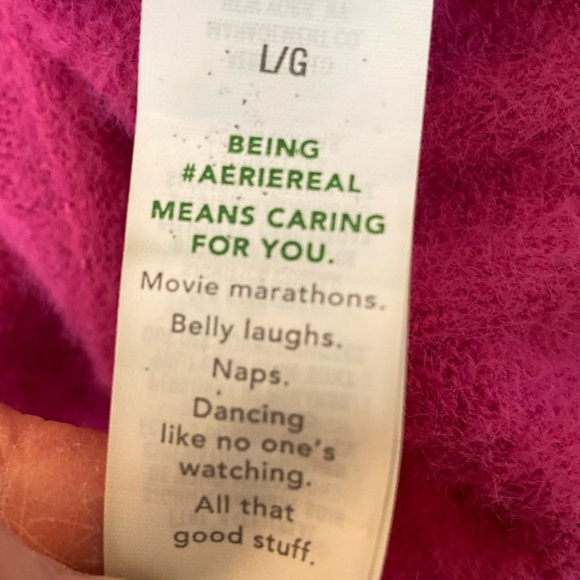 L/G
BEING
#AERIEREAL
MEANS CARING
FOR YOU.
Movie marathons.
Belly laughs.
Naps.
Dancing
like no one's
watching.
All that
good stuff.